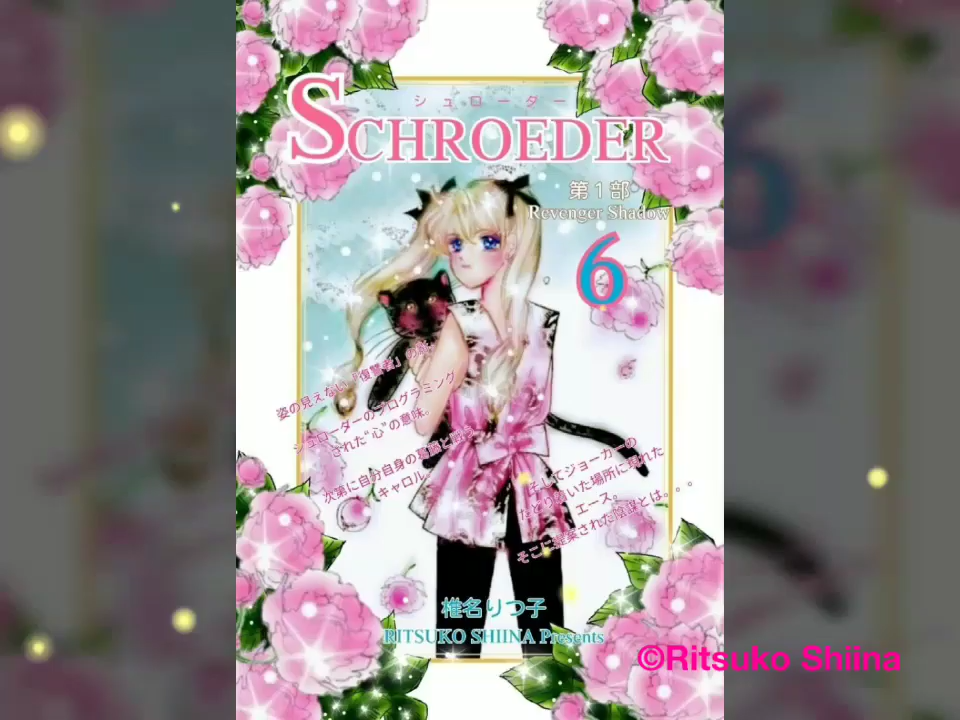 シュローダー
SCHROEDER
第1部
Revenger Shadow
6
姿の見えない『復讐者』の影。
シュローダーのプログラミング
された“心”の意味。
次第に自分自身の葛藤と闘う
キャロル。
そしてジョーカーの
たどり着いた場所に現れた
エース。
そこに隠された陰謀とは。。。
椎名りつ子
RITSUKO SHIINA Presents
©Ritsuko Shiina